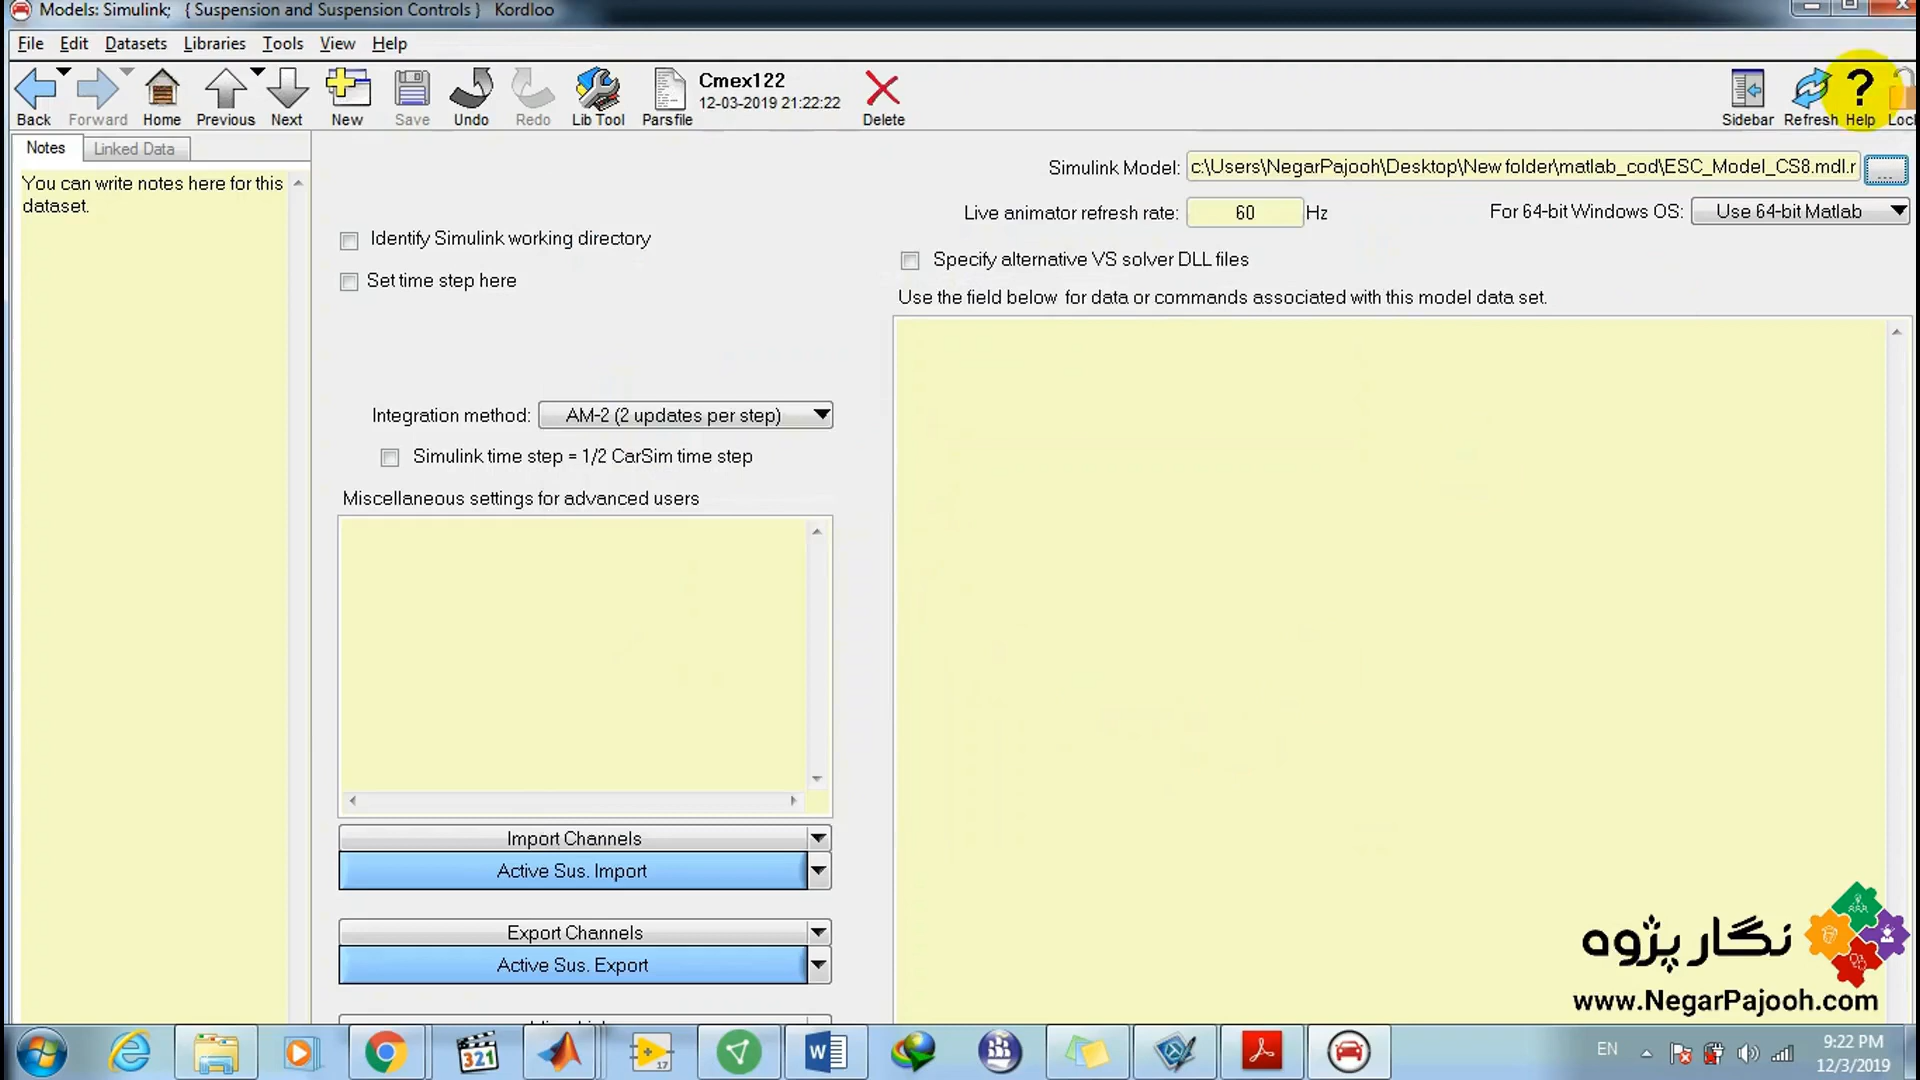 Models: Simulink; { Suspension and Suspension Controls } Kordloo
File Edit Datasets Libraries Tools View Help
Cmex122
12-03-2019 21:22:22
Back Forward Home Previous Next New Save Undo Redo Lib Tool Parsfile Delete Sidebar Refresh Help Loc
Notes Linked Data
You can write notes here for this
dataset.
Simulink Model: c:\Users\NegarPajooh\Desktop\New folder\matlab_cod\ESC_Model_CS8.mdl.r ...
Live animator refresh rate: 60 Hz For 64-bit Windows OS: Use 64-bit Matlab
Identify Simulink working directory
Set time step here
Specify alternative VS solver DLL files
Use the field below for data or commands associated with this model data set.
Integration method: AM-2 (2 updates per step)
Simulink time step = 1/2 CarSim time step
Miscellaneous settings for advanced users
Import Channels
Active Sus. Import
Export Channels
Active Sus. Export
نگار پژوه
www.NegarPajooh.com
321
17
W
EN
9:22 PM
12/3/2019